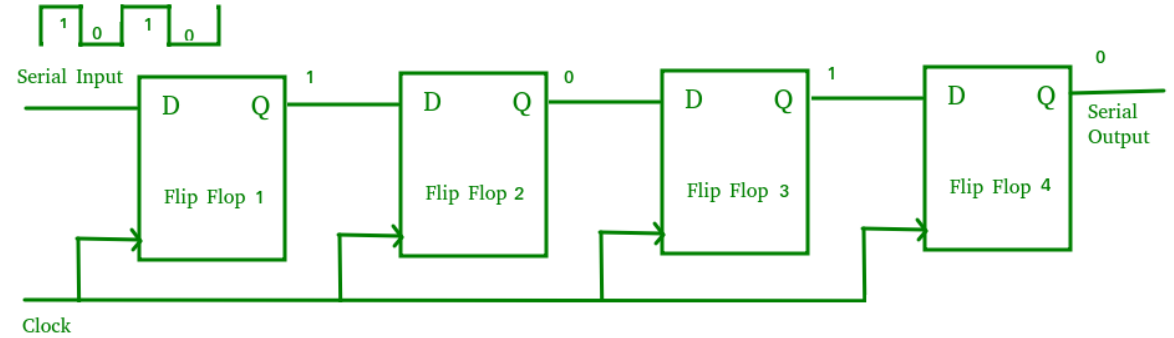 1 0 1 0
Serial Input
1
0
1
0
D Q
D Q
D Q
D Q
Serial
Output
Flip Flop 1
Flip Flop 2
Flip Flop 3
Flip Flop 4
Clock